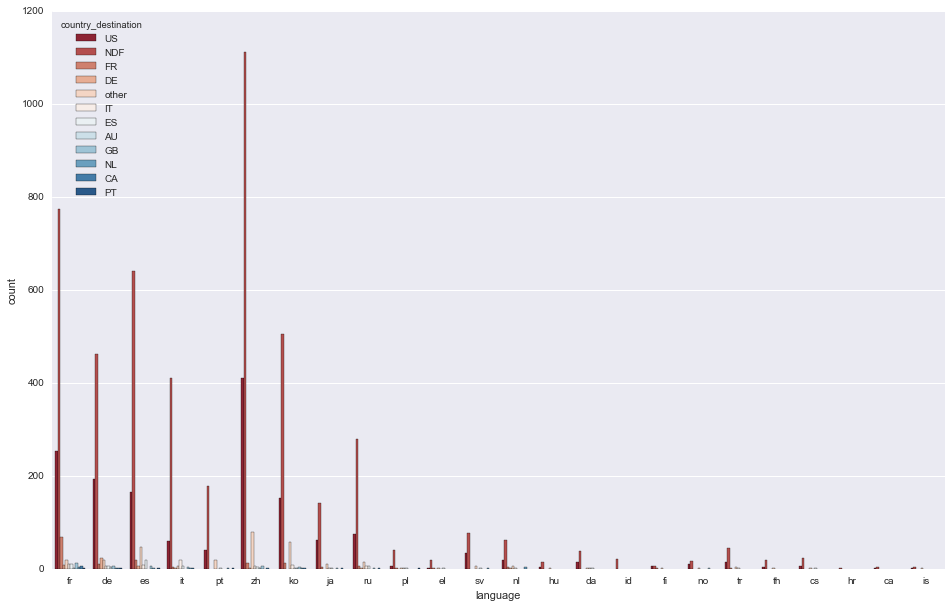 1200
1000
800
600
400
200
0
count
country_destination
US
NDF
FR
DE
other
IT
ES
AU
GB
NL
CA
PT
fr de es it pt zh ko ja ru pl el sv nl hu da id fi no tr th cs hr ca is
language